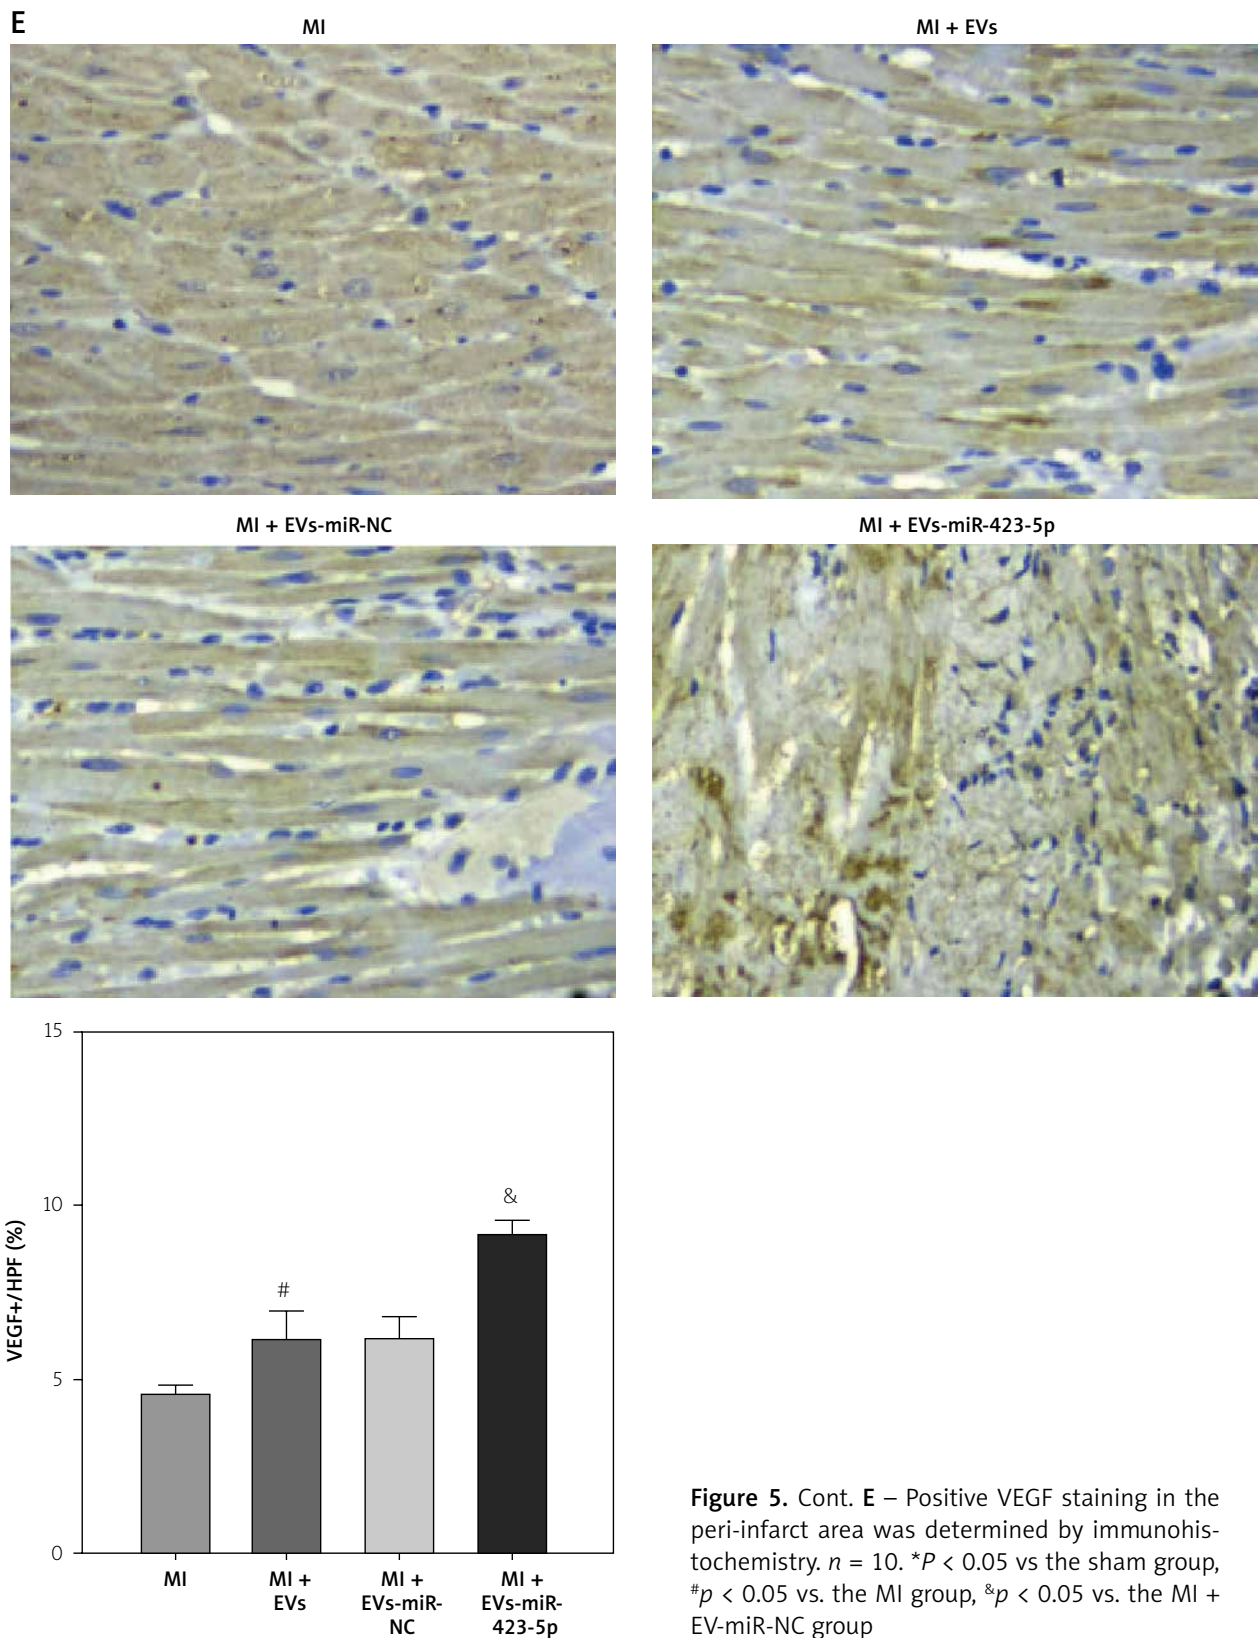 E
MI
MI + EVs
MI + EVs-miR-NC
MI + EVs-miR-423-5p
15
10
5
0
VEGF+/HPF (%)
#
&
MI
MI +
EVs
MI +
EVs-miR-
NC
MI +
EVs-miR-
423-5p
Figure 5. Cont. E – Positive VEGF staining in the
peri-infarct area was determined by immunohis-
tochemistry. n = 10. *P < 0.05 vs the sham group,
#p < 0.05 vs. the MI group, &p < 0.05 vs. the MI +
EV-miR-NC group